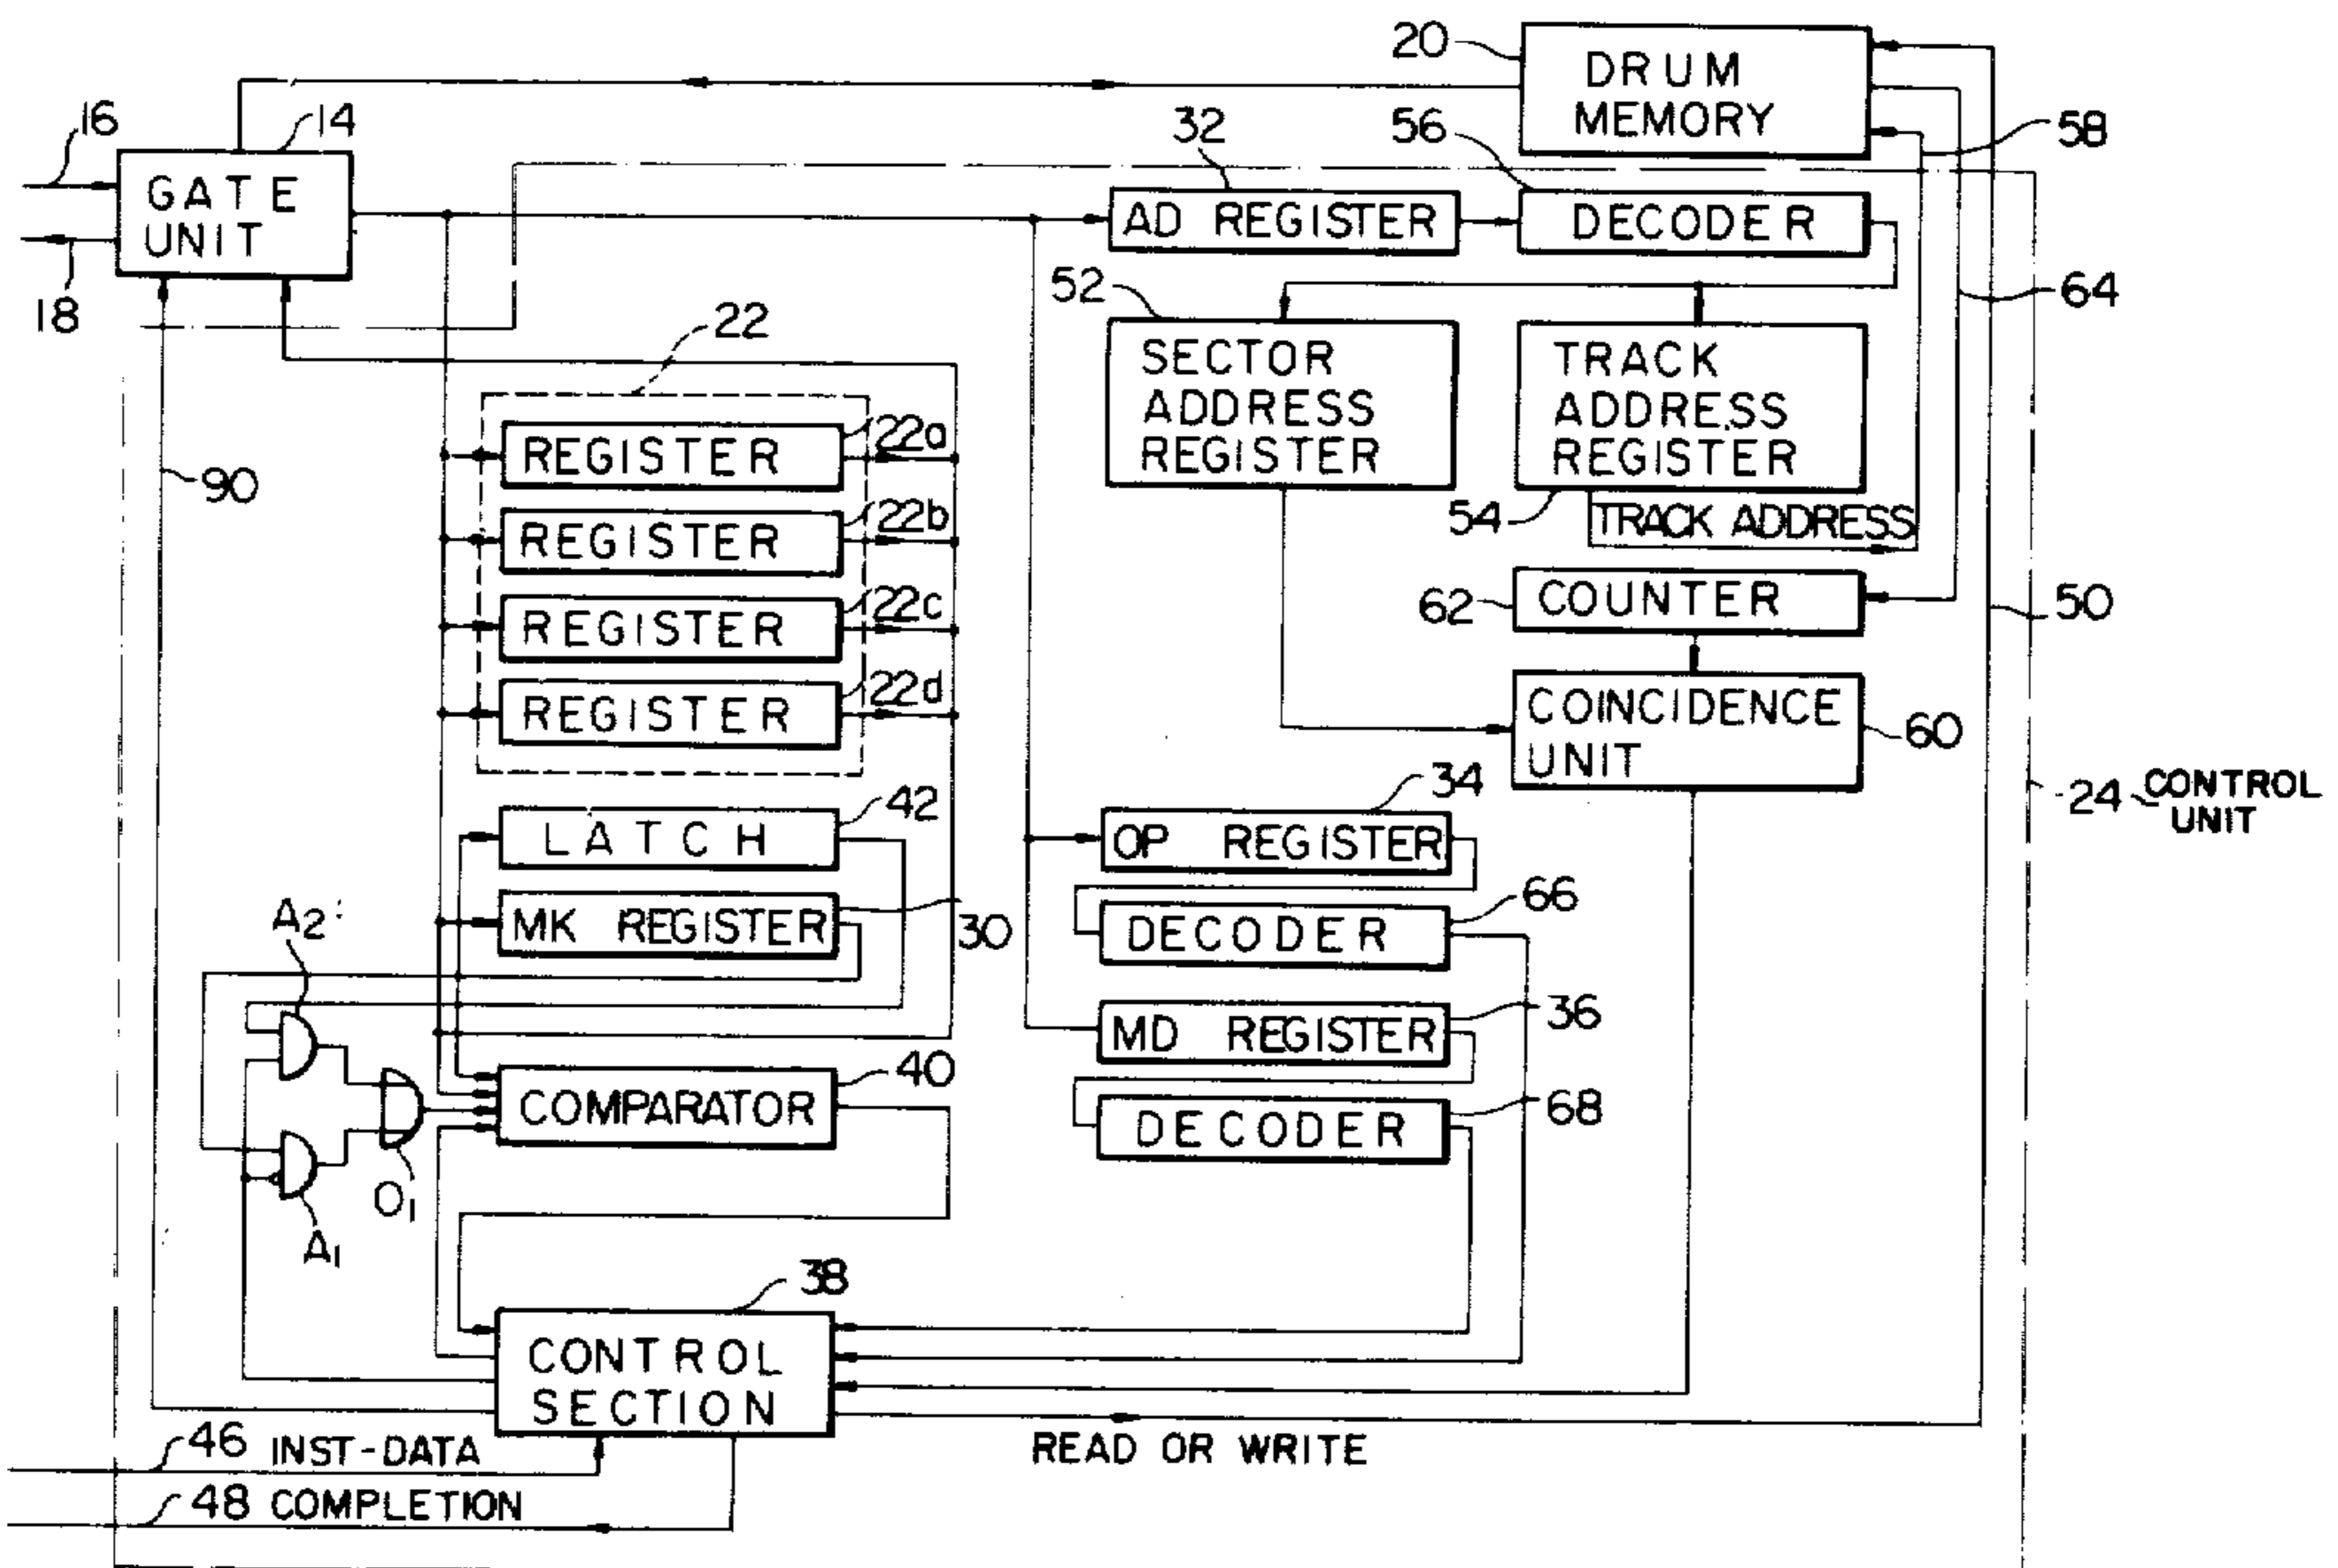 20
DRUM
MEMORY
16
14
32
56
58
GATE
UNIT
AD REGISTER
DECODER
18
52
64
22
SECTOR
ADDRESS
REGISTER
TRACK
ADDRESS
REGISTER
22a
REGISTER
90
22b
REGISTER
54
TRACK ADDRESS
22c
REGISTER
62
COUNTER
50
22d
REGISTER
COINCIDENCE
UNIT
60
34
42
24 CONTROL
UNIT
LATCH
OP REGISTER
66
A2
MK REGISTER
30
DECODER
36
MD REGISTER
40
COMPARATOR
68
DECODER
O1
A1
38
CONTROL
SECTION
46 INST-DATA
READ OR WRITE
48 COMPLETION